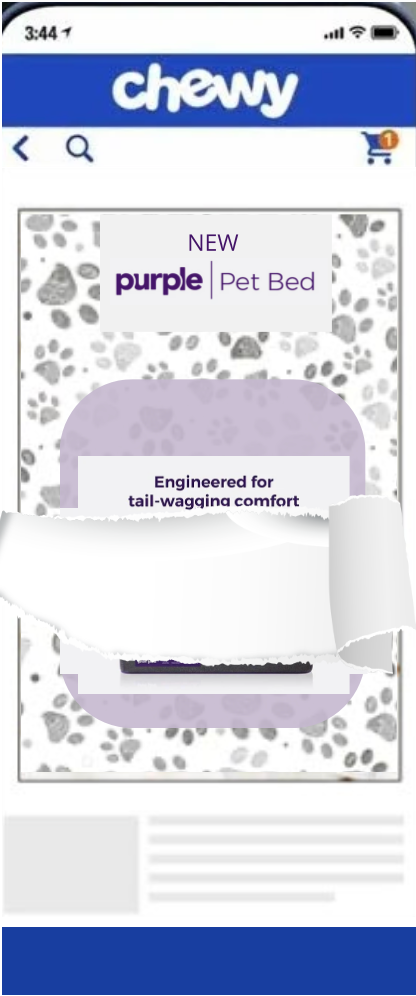 3:44
chewy
1
NEW
purple | Pet Bed
Engineered for
tail-wagging comfort